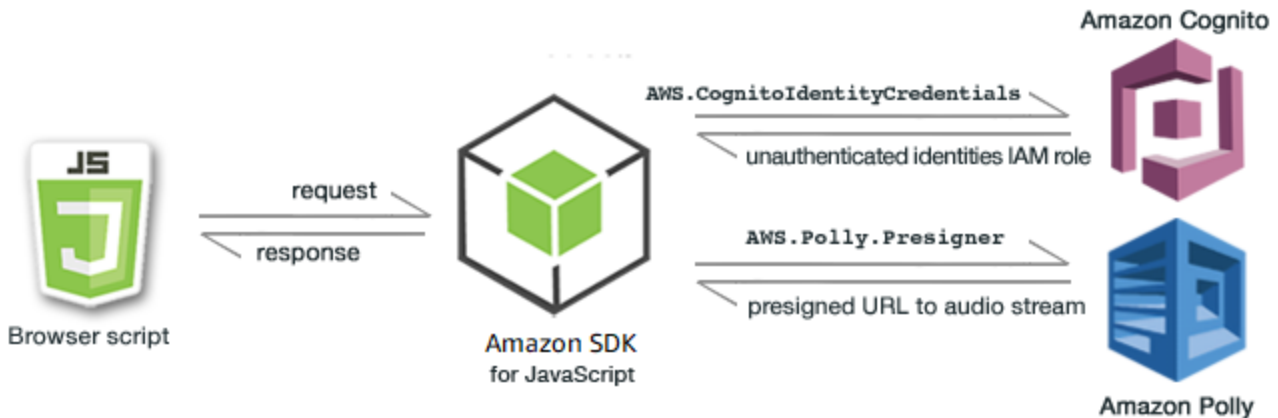 Amazon Cognito
AWS.CognitoIdentityCredentials
unauthenticated identities IAM role
JS
request
response
AWS.Polly.Presigner
presigned URL to audio stream
Browser script
Amazon SDK
for JavaScript
Amazon Polly